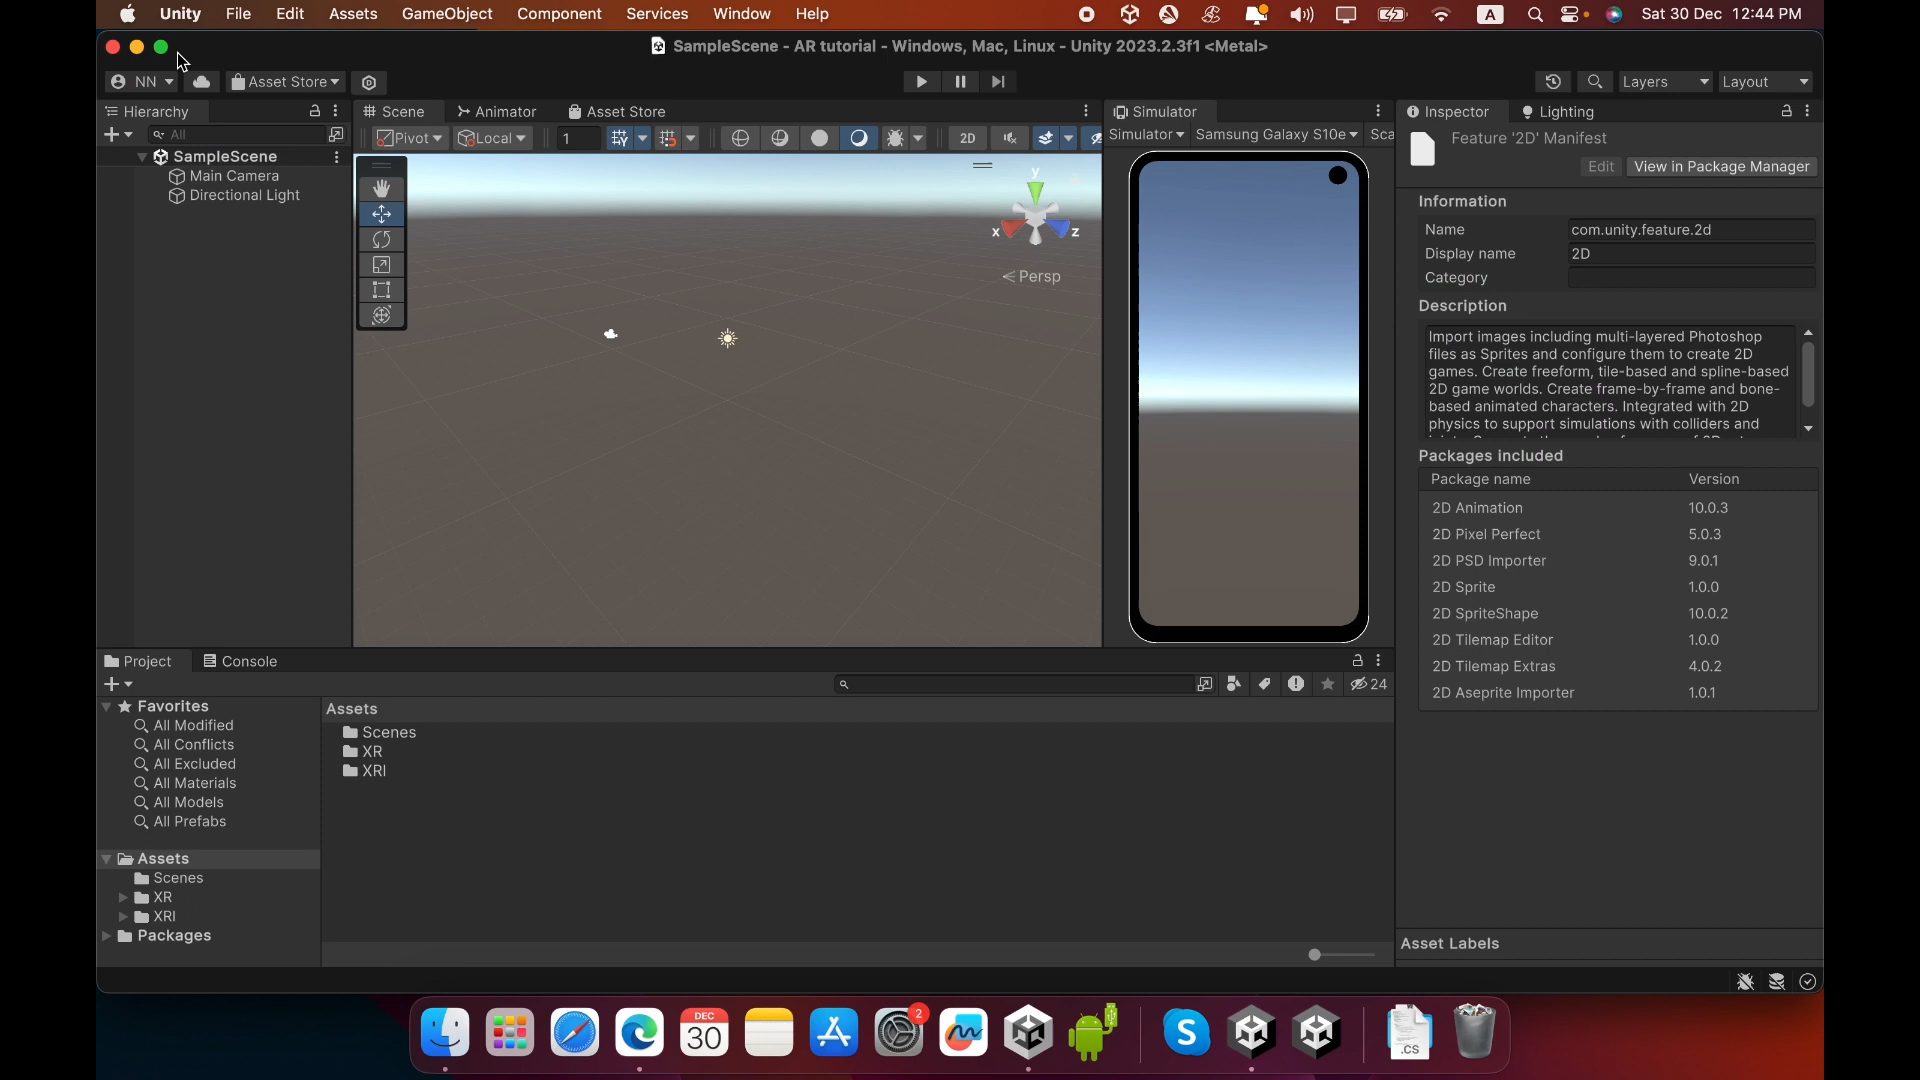 Unity File Edit Assets GameObject Component Services Window Help A Sat 30 Dec 12:44 PM
SampleScene - AR tutorial - Windows, Mac, Linux - Unity 2023.2.3f1 <Metal>
NN Asset Store Layers Layout
Hierarchy Scene Animator Asset Store Simulator Inspector Lighting
All Pivot Local 1 2D Simulator Samsung Galaxy S10e Sca Feature '2D' Manifest
SampleScene Edit View in Package Manager
Main Camera
Directional Light
y
x z
Persp
Information
Name com.unity.feature.2d
Display name 2D
Category
Description
Import images including multi-layered Photoshop
files as Sprites and configure them to create 2D
games. Create freeform, tile-based and spline-based
2D game worlds. Create frame-by-frame and bone-
based animated characters. Integrated with 2D
physics to support simulations with colliders and
Packages included
Package name Version
2D Animation 10.0.3
2D Pixel Perfect 5.0.3
2D PSD Importer 9.0.1
2D Sprite 1.0.0
2D SpriteShape 10.0.2
2D Tilemap Editor 1.0.0
2D Tilemap Extras 4.0.2
2D Aseprite Importer 1.0.1
Project Console
24
Favorites
All Modified
All Conflicts
All Excluded
All Materials
All Models
All Prefabs
Assets
Scenes
XR
XRI
Packages
Assets
Scenes
XR
XRI
Asset Labels
DEC
30
2
S
.CS